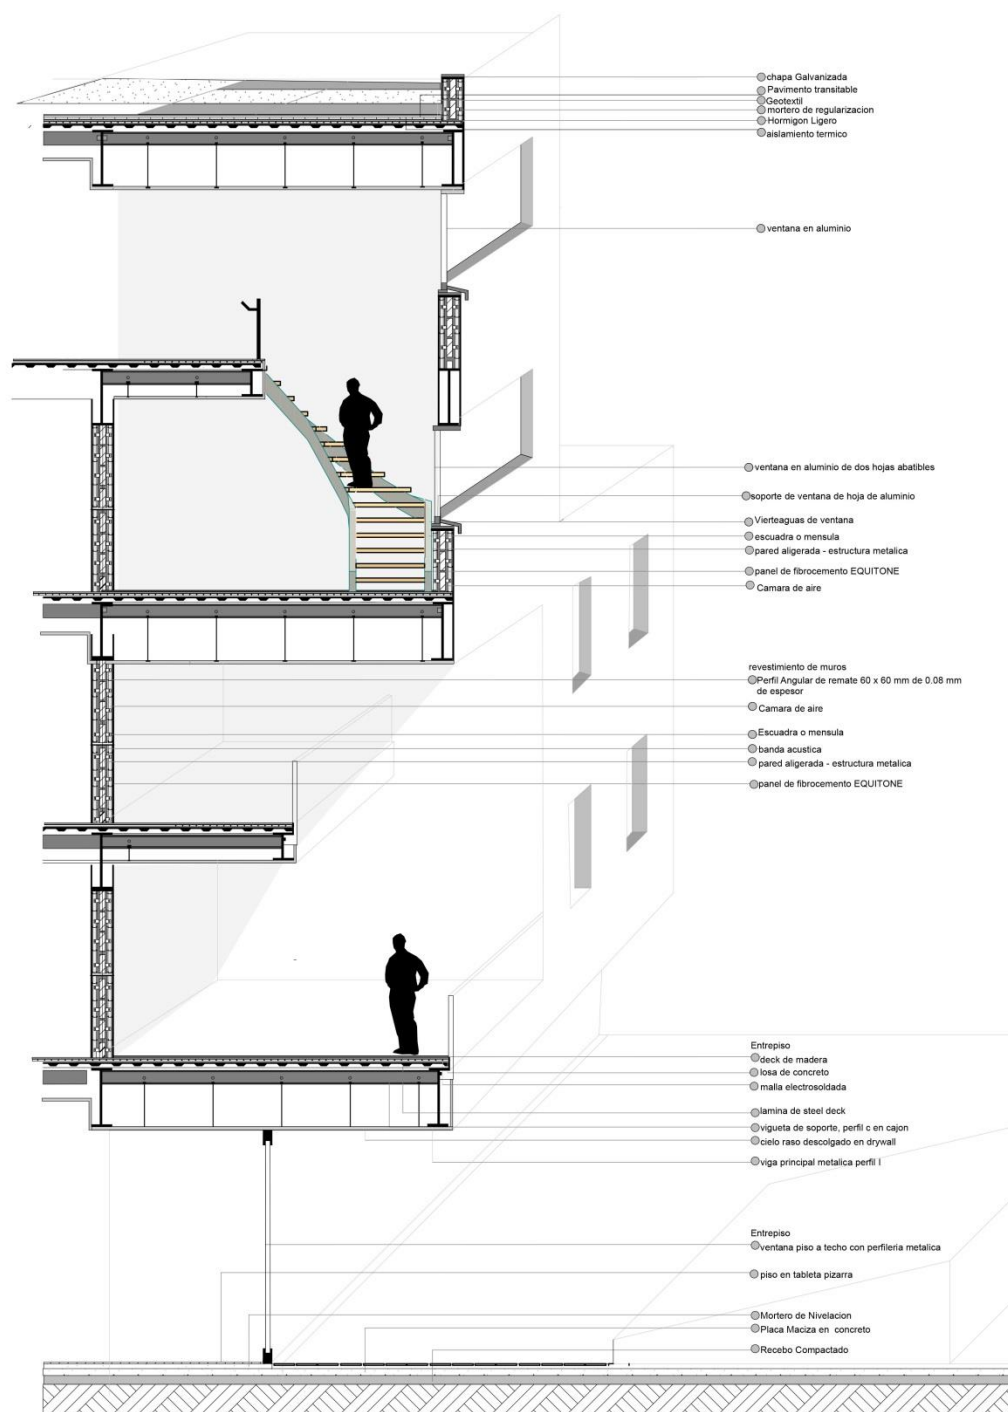 chapa Galvanizada
Pavimento transitable
Geotextil
mortero de regularizacion
Hormigon Ligero
aislamiento termico
ventana en aluminio
ventana en aluminio de dos hojas abatibles
soporte de ventana de hoja de aluminio
Vierteaguas de ventana
escuadra o mensula
pared aligerada - estructura metalica
panel de fibrocemento EQUITONE
Camara de aire
revestimiento de muros
Perfil Angular de remate 60 x 60 mm de 0.08 mm
de espesor
Camara de aire
Escuadra o mensula
banda acustica
pared aligerada - estructura metalica
panel de fibrocemento EQUITONE
Entrepiso
deck de madera
losa de concreto
malla electrosoldada
lamina de steel deck
vigueta de soporte, perfil c en cajon
cielo raso descolgado en drywall
viga principal metalica perfil I
Entrepiso
ventana piso a techo con perfileria metalica
piso en tableta pizarra
Mortero de Nivelacion
Placa Maciza en concreto
Recebo Compactado